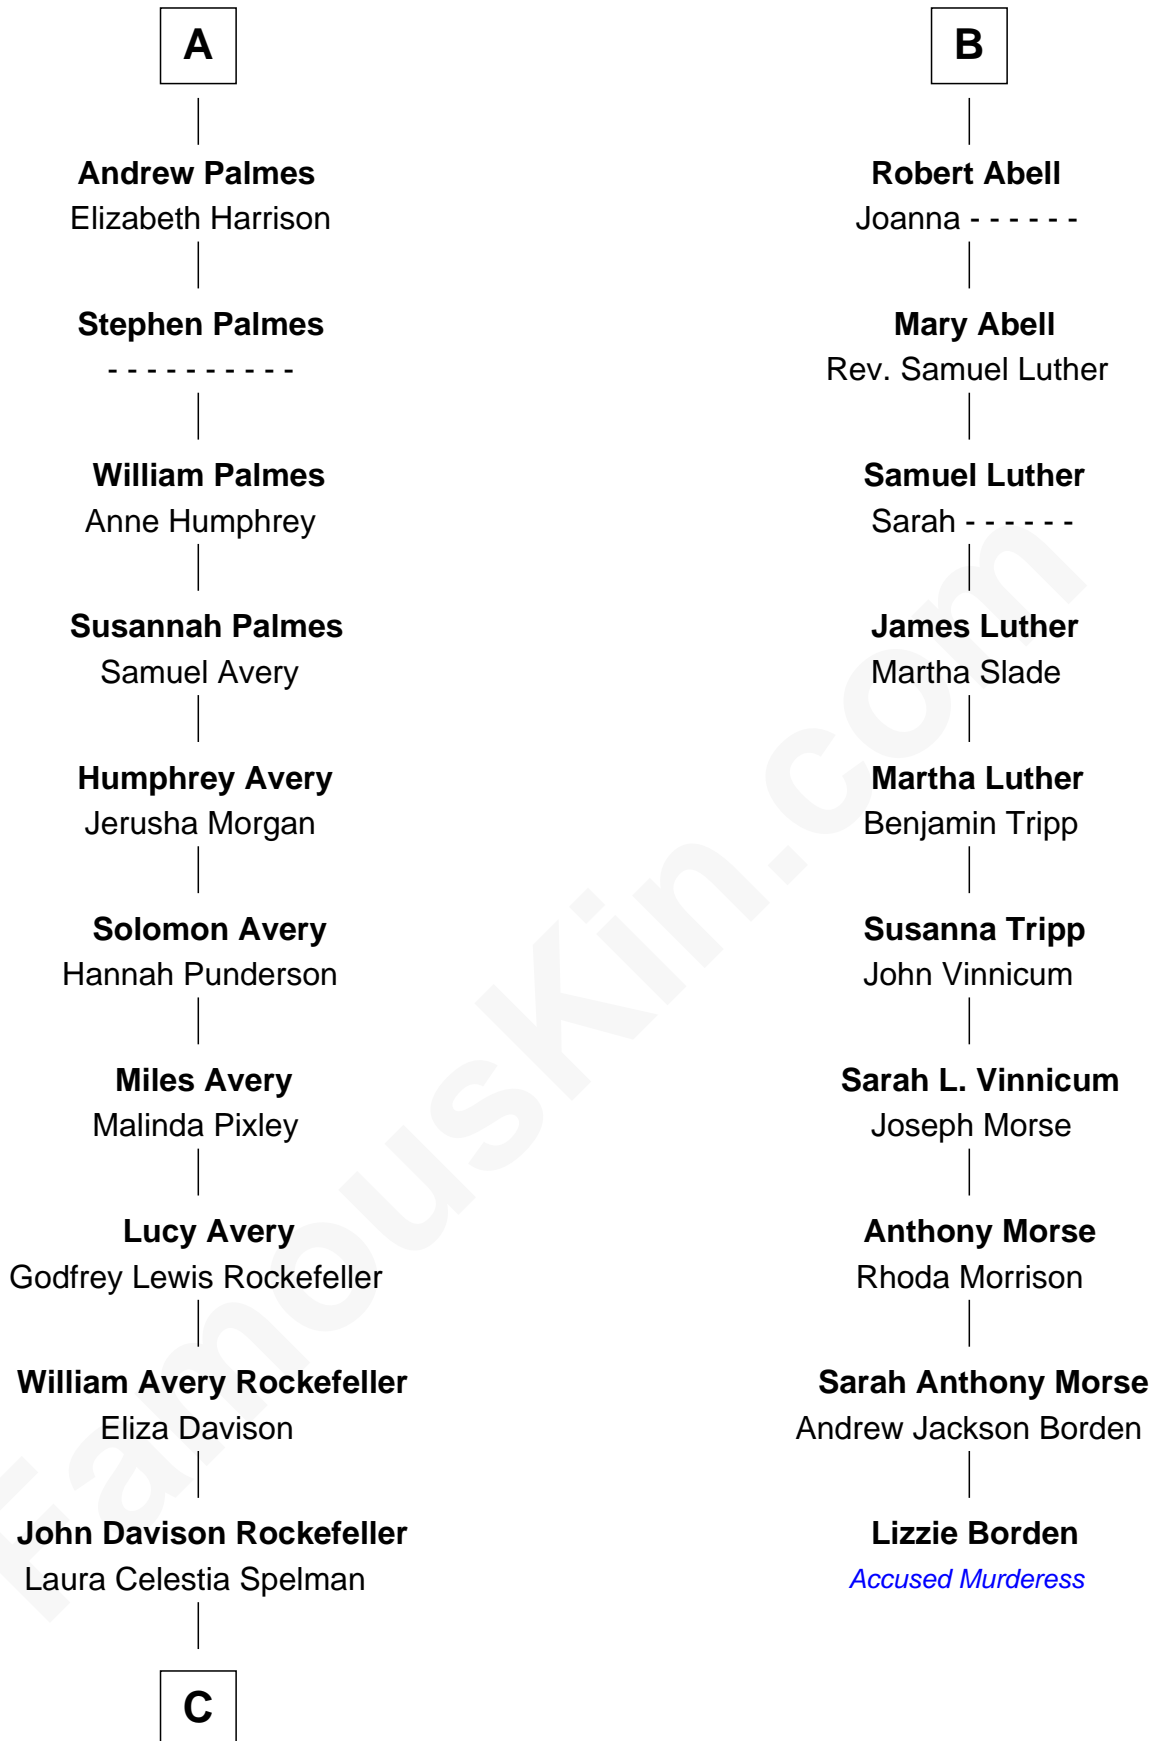 A
Andrew Palmes
Elizabeth Harrison
Stephen Palmes
- - - - - - - - - -
William Palmes
Anne Humphrey
Susannah Palmes
Samuel Avery
Humphrey Avery
Jerusha Morgan
Solomon Avery
Hannah Punderson
Miles Avery
Malinda Pixley
Lucy Avery
Godfrey Lewis Rockefeller
William Avery Rockefeller
Eliza Davison
John Davison Rockefeller
Laura Celestia Spelman
C
B
Robert Abell
Joanna - - - - - -
Mary Abell
Rev. Samuel Luther
Samuel Luther
Sarah - - - - - -
James Luther
Martha Slade
Martha Luther
Benjamin Tripp
Susanna Tripp
John Vinnicum
Sarah L. Vinnicum
Joseph Morse
Anthony Morse
Rhoda Morrison
Sarah Anthony Morse
Andrew Jackson Borden
Lizzie Borden
Accused Murderess
FamousKin.com